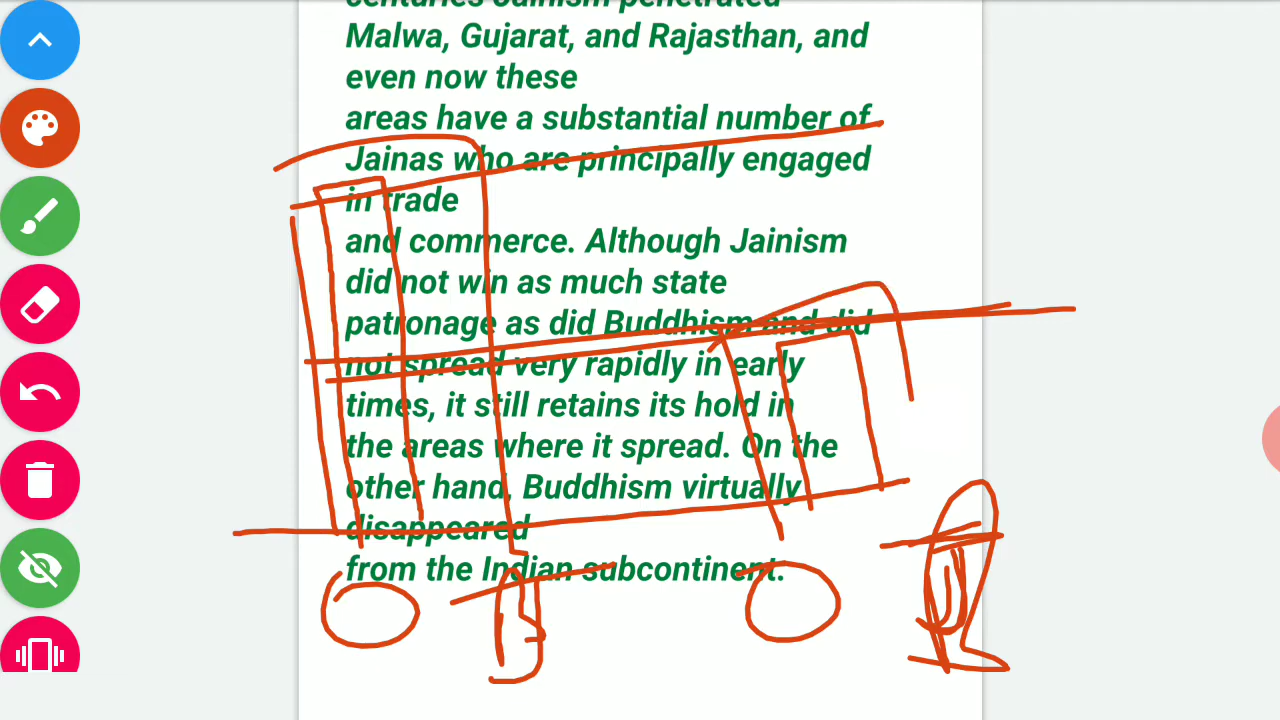 centuries Jainism penetrated
Malwa, Gujarat, and Rajasthan, and
even now these
areas have a substantial number of
Jainas who are principally engaged
in trade
and commerce. Although Jainism
did not win as much state
patronage as did Buddhism and did
not spread very rapidly in early
times, it still retains its hold in
the areas where it spread. On the
other hand, Buddhism virtually
disappeared
from the Indian subcontinent.